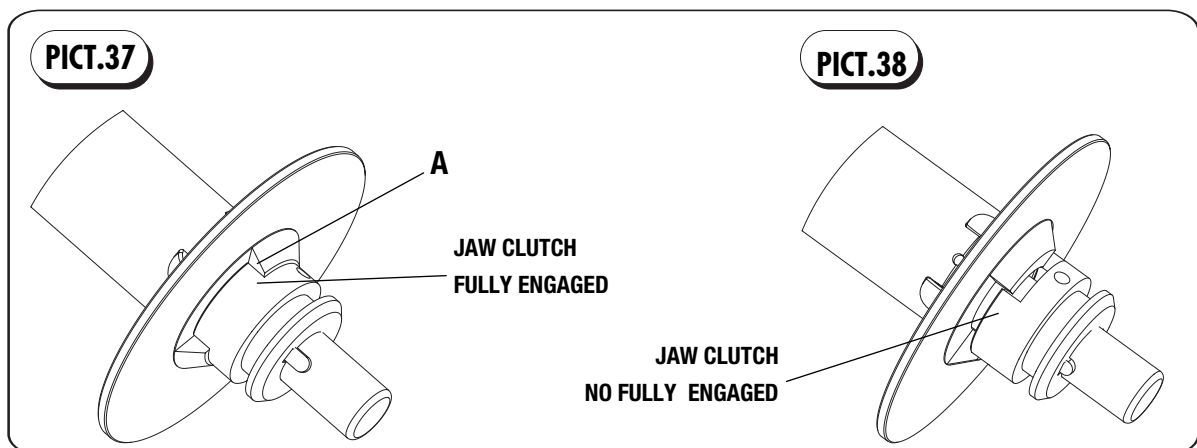 PICT.37
PICT.38
A
JAW CLUTCH
FULLY ENGAGED
JAW CLUTCH
NO FULLY ENGAGED